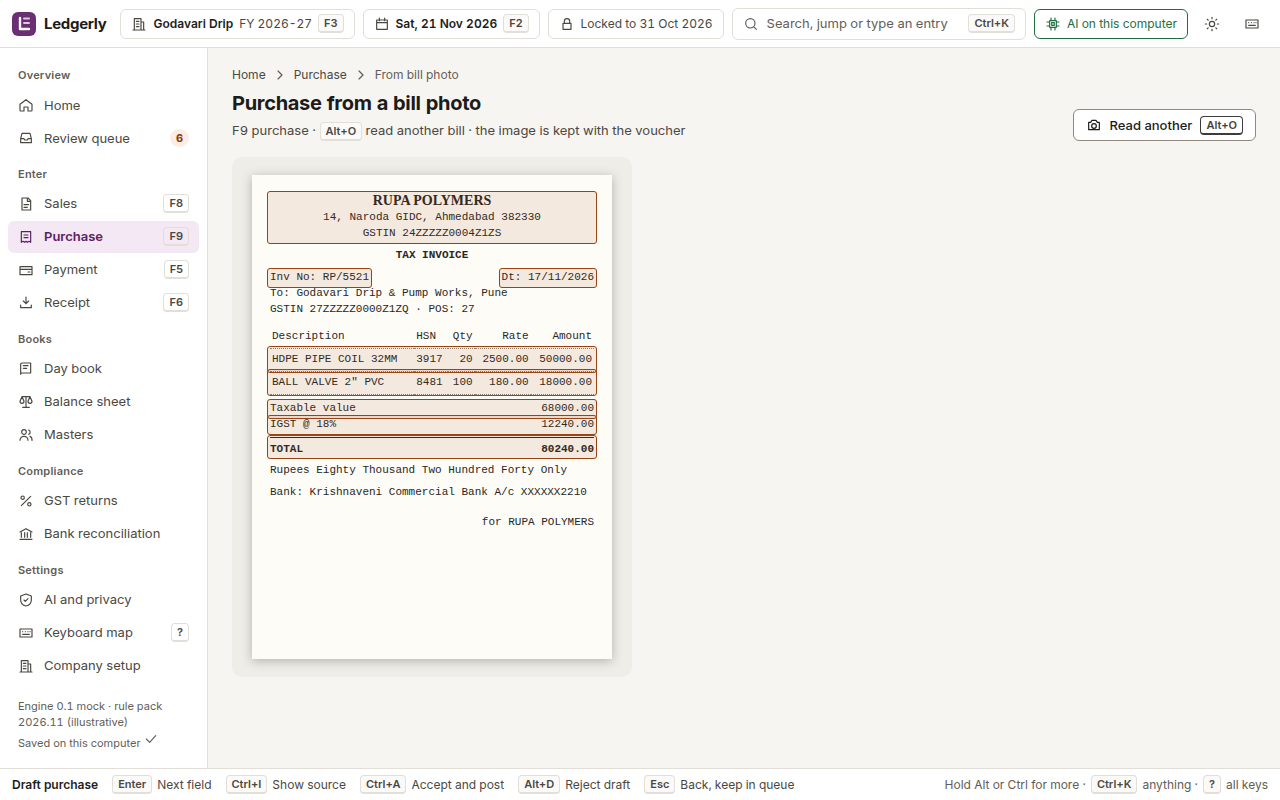 Ledgerly
Godavari Drip FY 2026-27 F3
Sat, 21 Nov 2026 F2
Locked to 31 Oct 2026
Search, jump or type an entry Ctrl+K
AI on this computer
Overview
Home
Review queue 6
Enter
Sales F8
Purchase F9
Payment F5
Receipt F6
Books
Day book
Balance sheet
Masters
Compliance
GST returns
Bank reconciliation
Settings
AI and privacy
Keyboard map ?
Company setup
Engine 0.1 mock · rule pack
2026.11 (illustrative)
Saved on this computer
Home > Purchase > From bill photo
Purchase from a bill photo
F9 purchase · Alt+O read another bill · the image is kept with the voucher
Read another Alt+O
RUPA POLYMERS
14, Naroda GIDC, Ahmedabad 382330
GSTIN 24ZZZZZ0004Z1ZS
TAX INVOICE
Inv No: RP/5521 Dt: 17/11/2026
To: Godavari Drip & Pump Works, Pune
GSTIN 27ZZZZZ0000Z1ZQ · POS: 27
Description HSN Qty Rate Amount
HDPE PIPE COIL 32MM 3917 20 2500.00 50000.00
BALL VALVE 2" PVC 8481 100 180.00 18000.00
Taxable value 68000.00
IGST @ 18% 12240.00
TOTAL 80240.00
Rupees Eighty Thousand Two Hundred Forty Only
Bank: Krishnaveni Commercial Bank A/c XXXXXX2210
for RUPA POLYMERS
Draft purchase Enter Next field Ctrl+I Show source Ctrl+A Accept and post Alt+D Reject draft Esc Back, keep in queue
Hold Alt or Ctrl for more · Ctrl+K anything · ? all keys